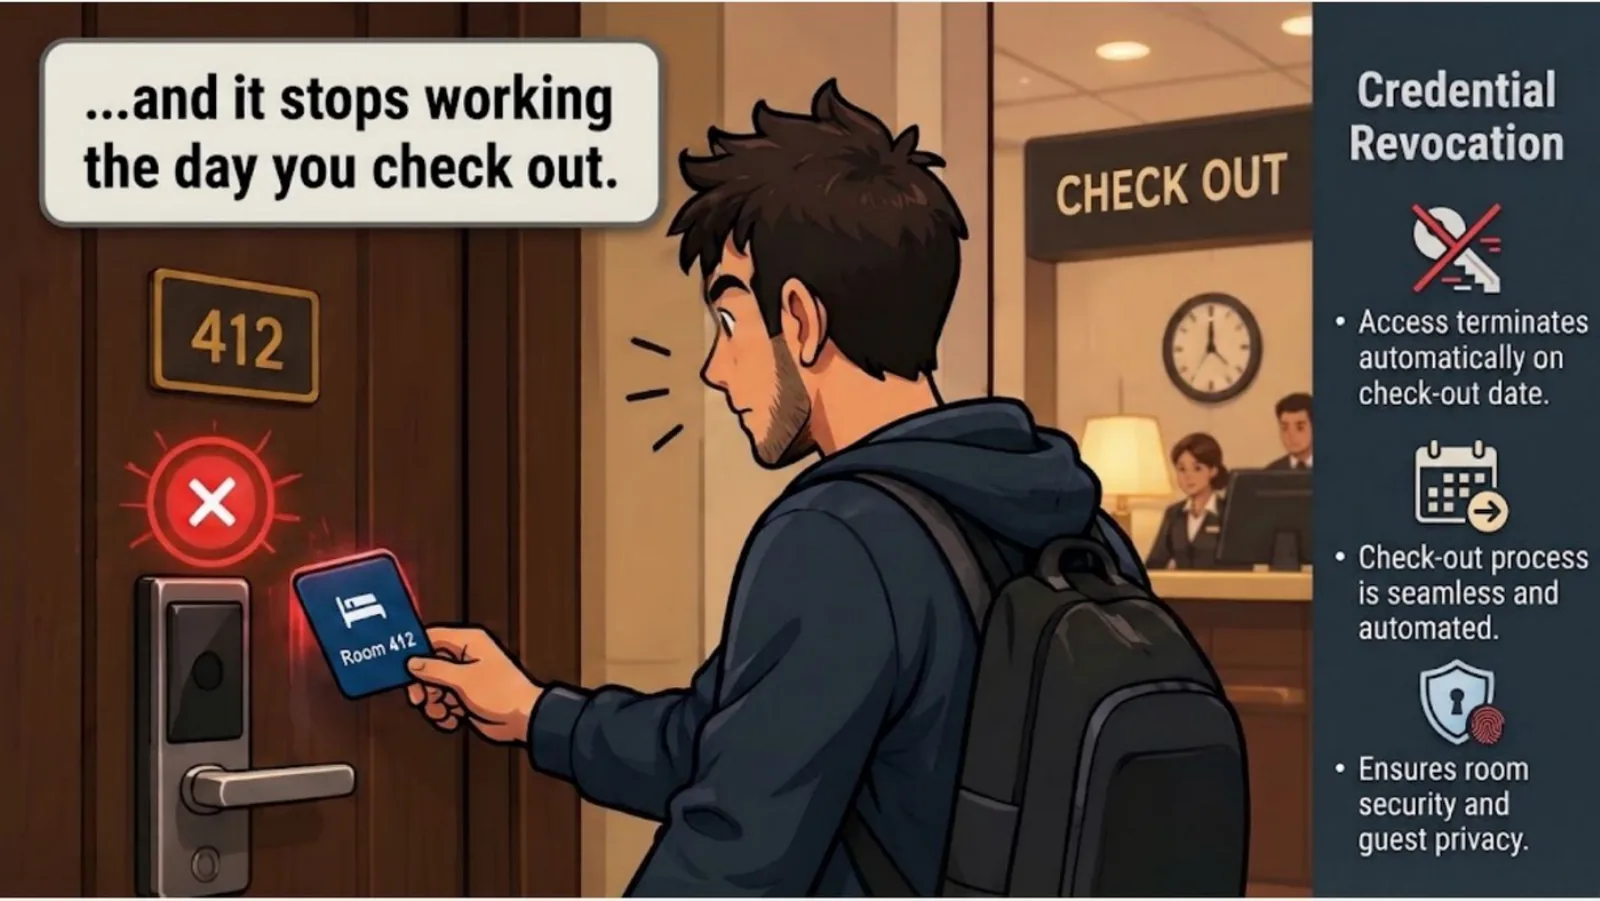 ...and it stops working
the day you check out.
412
Room 412
CHECK OUT
Credential
Revocation
• Access terminates
automatically on
check-out date.
• Check-out process
is seamless and
automated.
• Ensures room
security and
guest privacy.